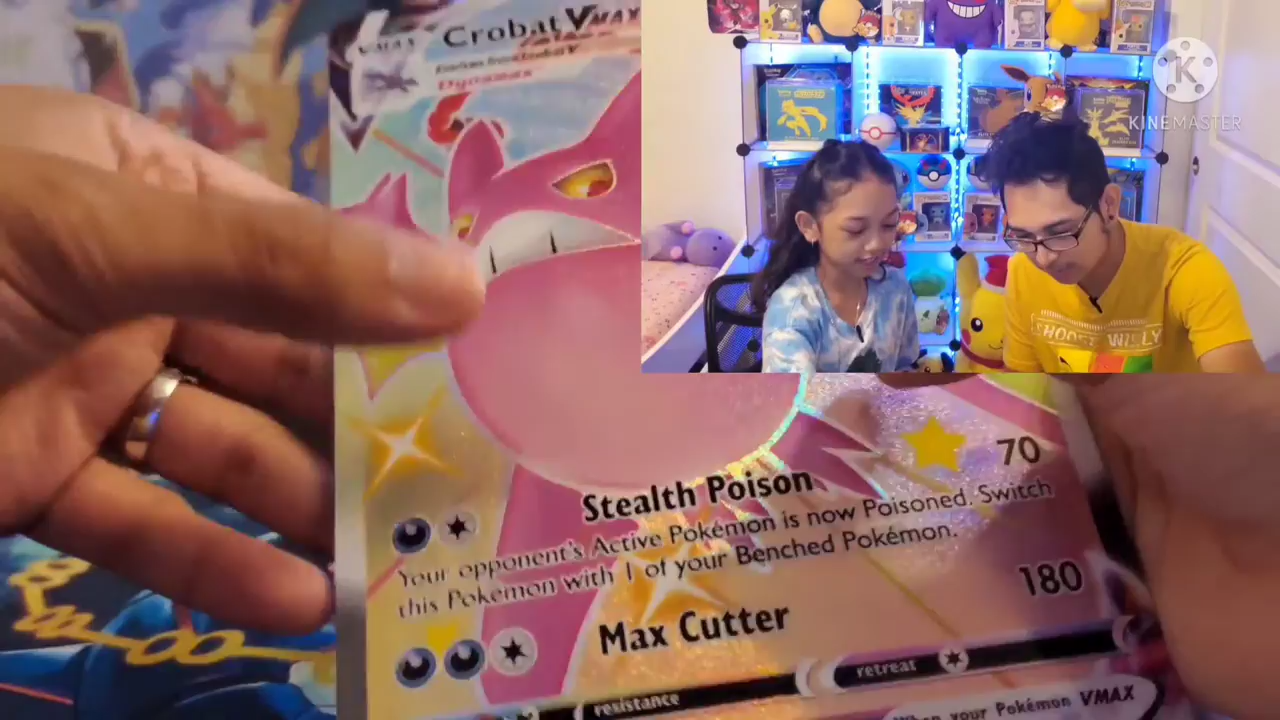 Crobat VMAX
VMAX
Dynamax
K
KINEMASTER
CHOOSE WILLY
70
Stealth Poison
Your opponent's Active Pokémon is now Poisoned. Switch
this Pokémon with 1 of your Benched Pokémon.
180
Max Cutter
retreat
resistance
When your Pokémon VMAX